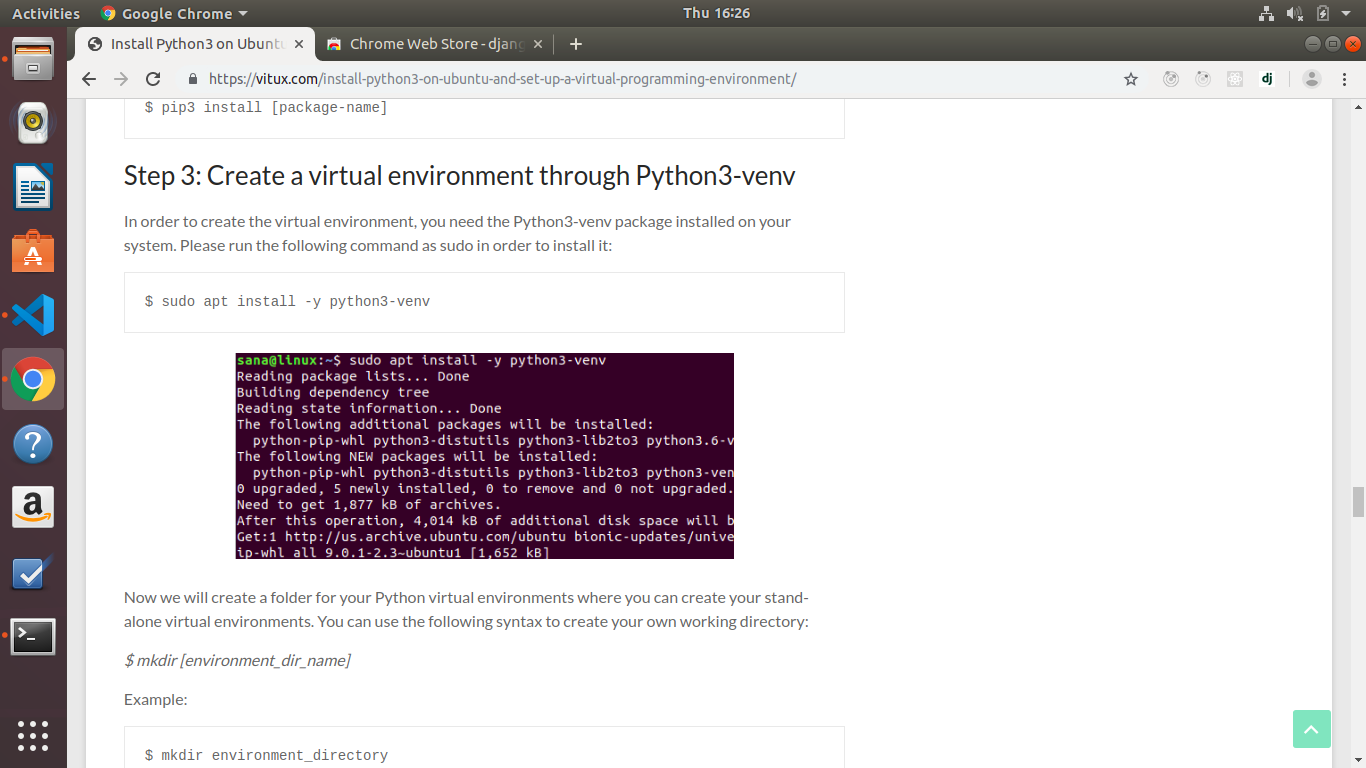 Activities
Google Chrome
Thu 16:26
Install Python3 on Ubuntu
Chrome Web Store - djang
https://vitux.com/install-python3-on-ubuntu-and-set-up-a-virtual-programming-environment/
dj
$ pip3 install [package-name]
Step 3: Create a virtual environment through Python3-venv
In order to create the virtual environment, you need the Python3-venv package installed on your
system. Please run the following command as sudo in order to install it:
$ sudo apt install -y python3-venv
sana@linux:~$ sudo apt install -y python3-venv
Reading package lists... Done
Building dependency tree
Reading state information... Done
The following additional packages will be installed:
python-pip-whl python3-distutils python3-lib2to3 python3.6-v
The following NEW packages will be installed:
python-pip-whl python3-distutils python3-lib2to3 python3-ven
0 upgraded, 5 newly installed, 0 to remove and 0 not upgraded.
Need to get 1,877 kB of archives.
After this operation, 4,014 kB of additional disk space will b
Get:1 http://us.archive.ubuntu.com/ubuntu bionic-updates/unive
ip-whl all 9.0.1-2.3~ubuntu1 [1,652 kB]
Now we will create a folder for your Python virtual environments where you can create your stand-
alone virtual environments. You can use the following syntax to create your own working directory:
$ mkdir [environment_dir_name]
Example:
$ mkdir environment_directory